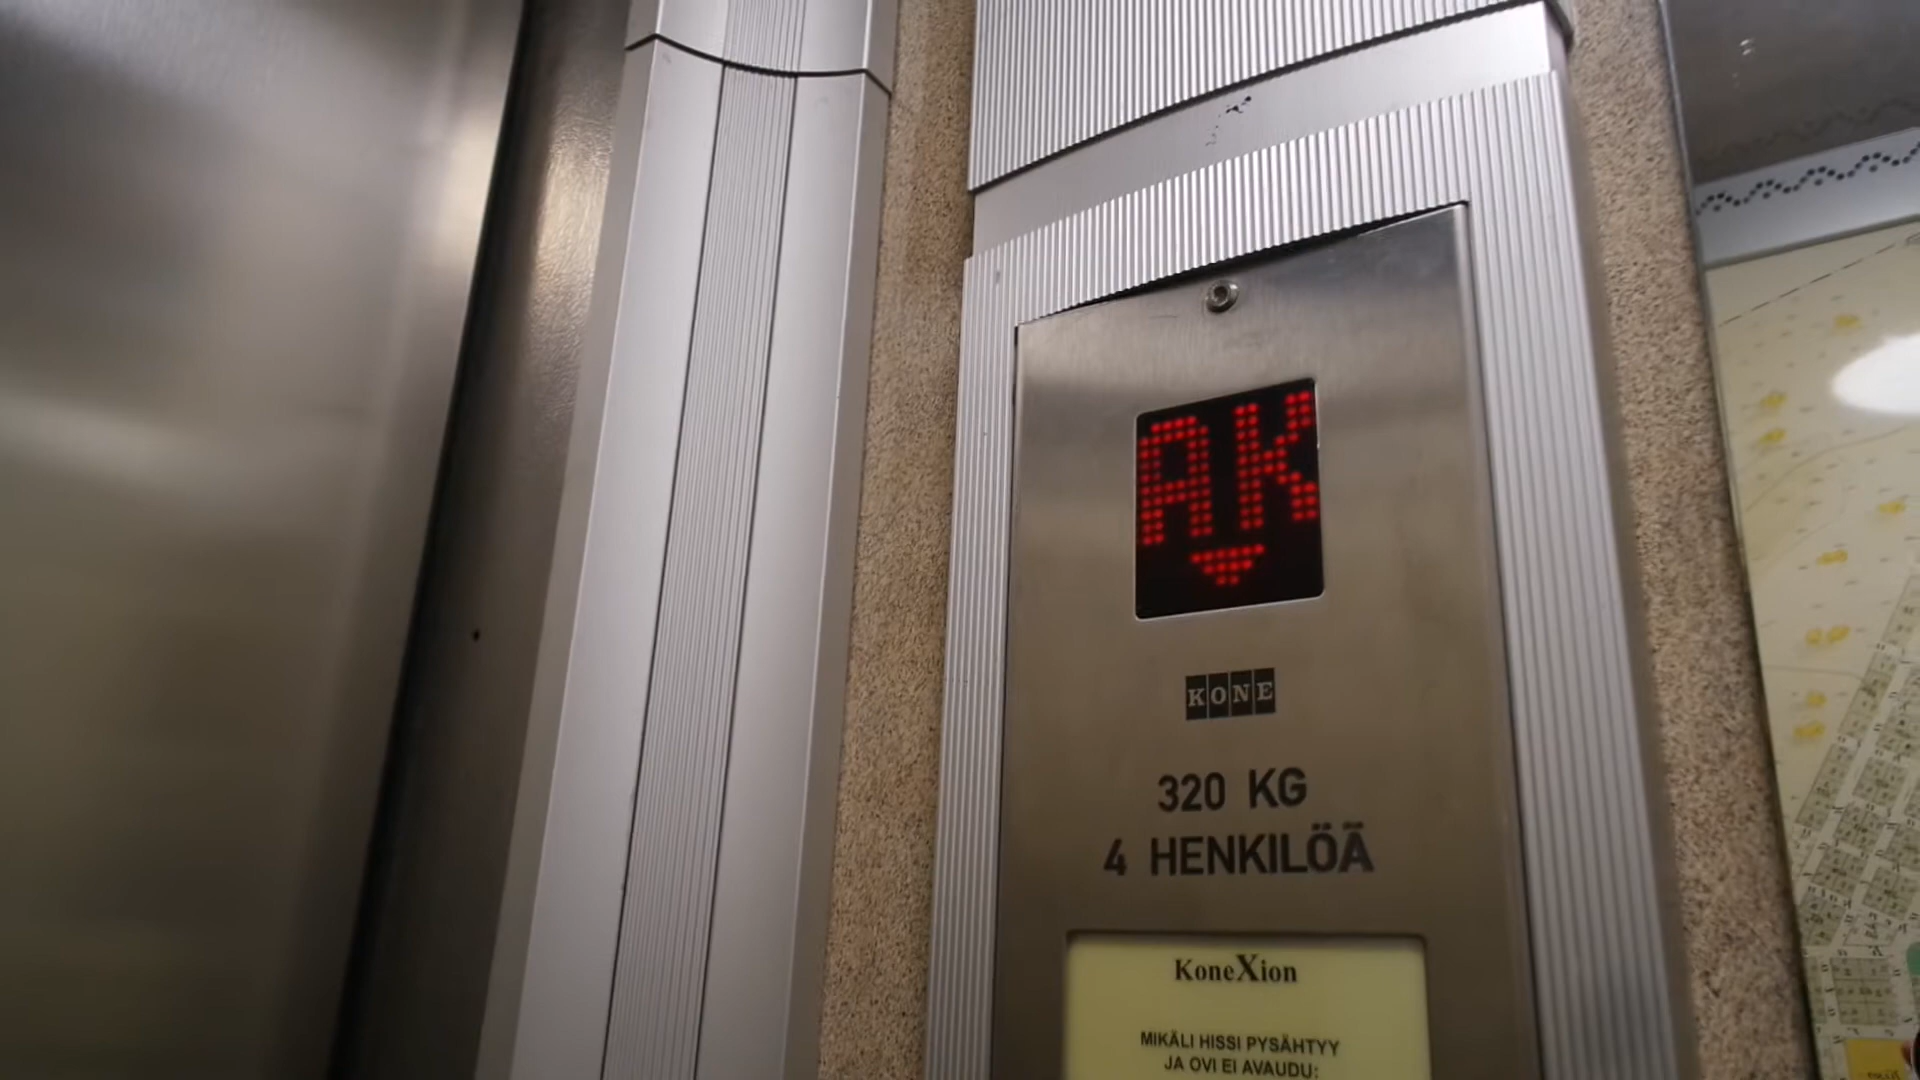 AK
KONE
320 KG
4 HENKILÖÄ
KoneXion
MIKÄLI HISSI PYSÄHTYY
JA OVI EI AVAUDU: